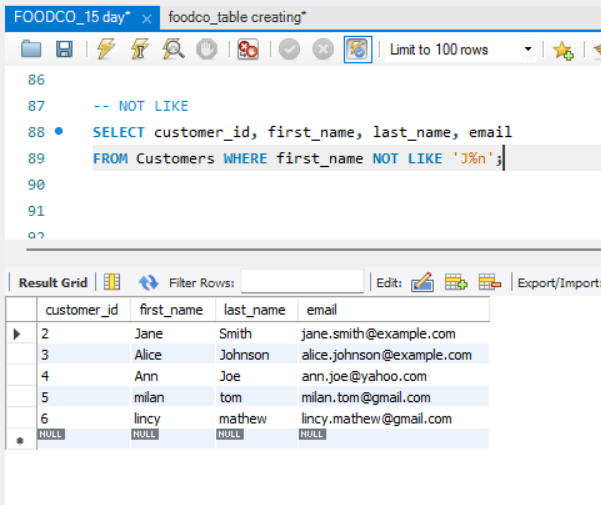 FOODCO_15 day* × foodco_table creating*
Limit to 100 rows
86
87 -- NOT LIKE
88 SELECT customer_id, first_name, last_name, email
89 FROM Customers WHERE first_name NOT LIKE 'J%n';
90
91
92
Result Grid Filter Rows: Edit: Export/Import:
customer_id first_name last_name email
2 Jane Smith jane.smith@example.com
3 Alice Johnson alice.johnson@example.com
4 Ann Joe ann.joe@yahoo.com
5 milan tom milan.tom@gmail.com
6 lincy mathew lincy.mathew@gmail.com
NULL NULL NULL NULL